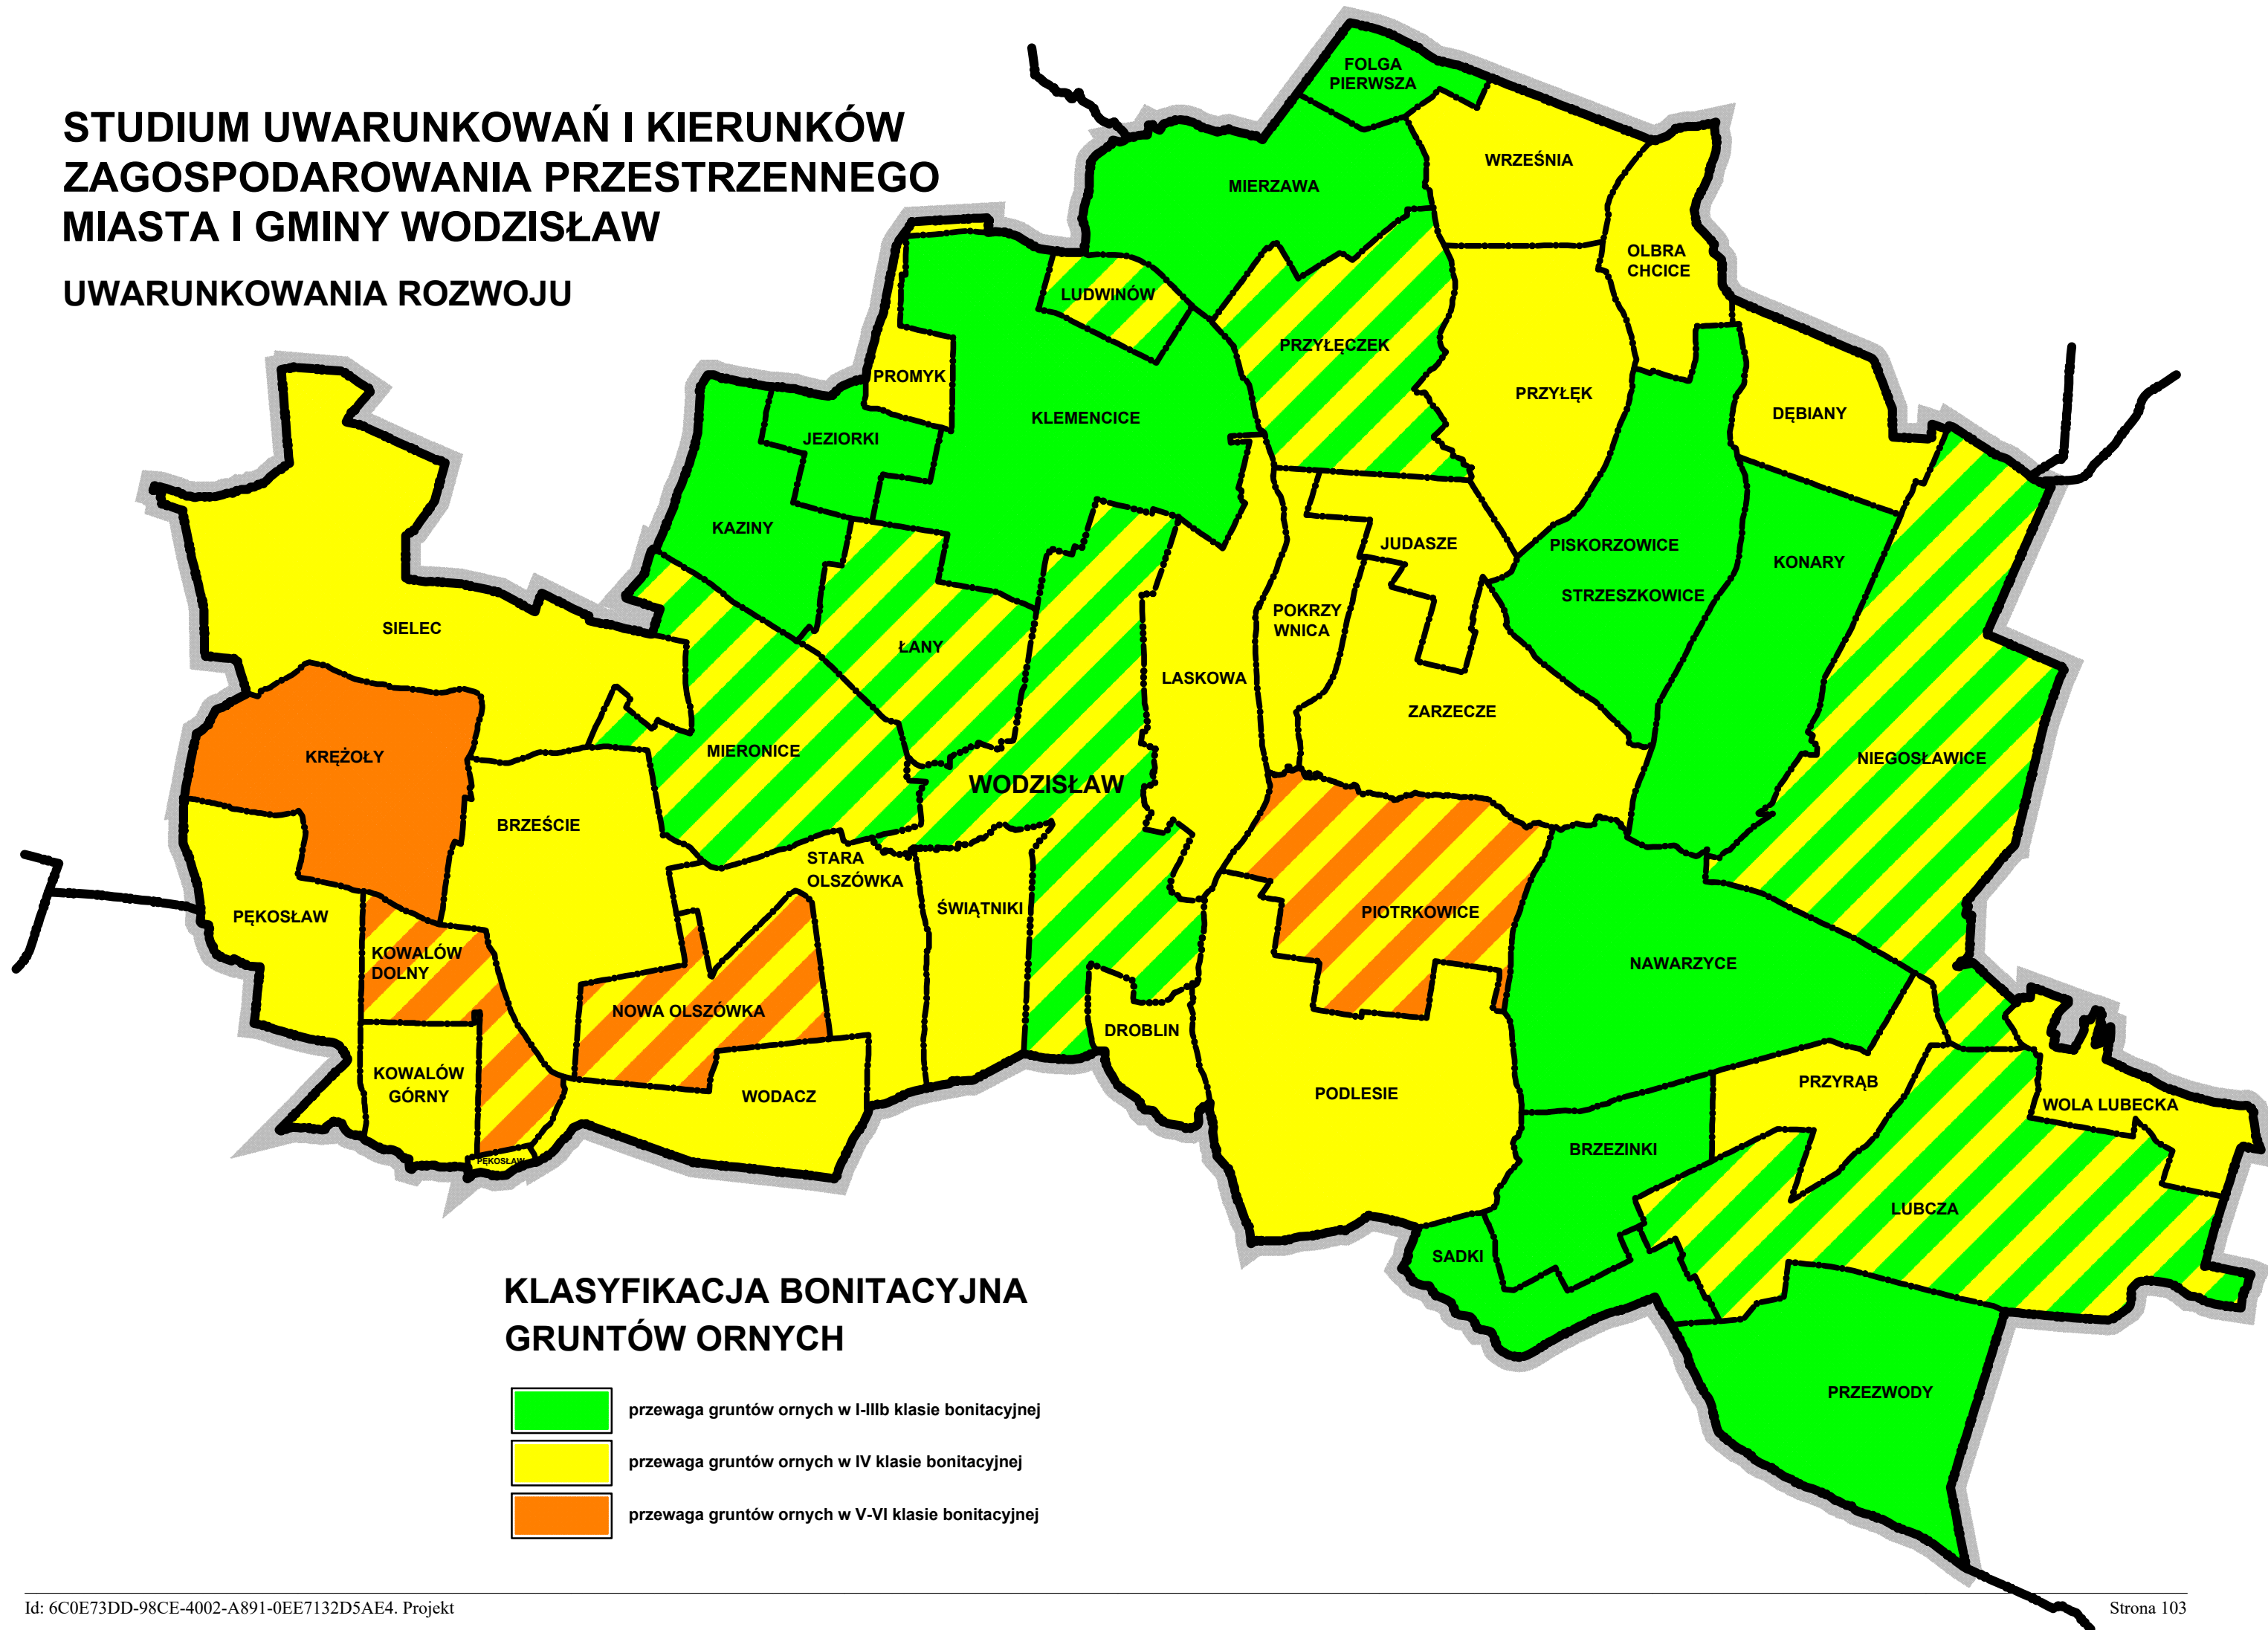 STUDIUM UWARUNKOWAŃ I KIERUNKÓW
ZAGOSPODAROWANIA PRZESTRZENNEGO
MIASTA I GMINY WODZISŁAW
UWARUNKOWANIA ROZWOJU
FOLGA
PIERWSZA
WRZEŚNIA
MIERZAWA
OLBRA
CHCICE
LUDWINÓW
PRZYŁĘCZEK
PROMYK
PRZYŁĘK
DĘBIANY
KLEMENCICE
JEZIORKI
KAZINY
JUDASZE
PISKORZOWICE
KONARY
STRZESZKOWICE
POKRZY
WNICA
SIELEC
ŁANY
LASKOWA
ZARZECZE
KRĘŻOŁY
MIERONICE
NIEGOSŁAWICE
WODZISŁAW
BRZEŚCIE
STARA
OLSZÓWKA
PĘKOSŁAW
ŚWIĄTNIKI
PIOTRKOWICE
KOWALÓW
DOLNY
NAWARZYCE
NOWA OLSZÓWKA
DROBLIN
KOWALÓW
GÓRNY
WODACZ
PODLESIE
PRZYRĄB
WOLA LUBECKA
BRZEZINKI
PĘKOSŁAW
LUBCZA
SADKI
PRZEZWODY
KLASYFIKACJA BONITACYJNA
GRUNTÓW ORNYCH
przewaga gruntów ornych w I-IIIb klasie bonitacyjnej
przewaga gruntów ornych w IV klasie bonitacyjnej
przewaga gruntów ornych w V-VI klasie bonitacyjnej
Id: 6C0E73DD-98CE-4002-A891-0EE7132D5AE4. Projekt
Strona 103